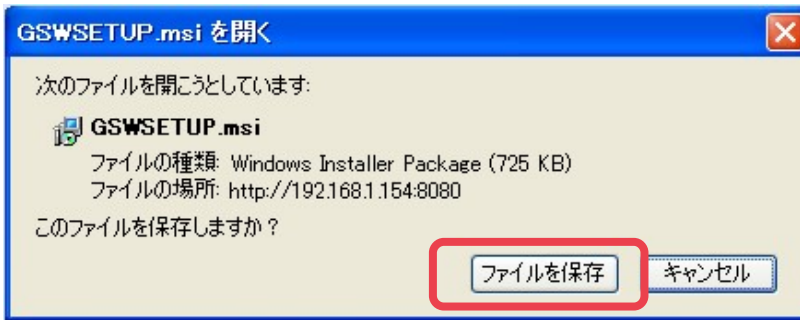 GSWSETUP.msi を開く
次のファイルを開こうとしています:
GSWSETUP.msi
ファイルの種類: Windows Installer Package (725 KB)
ファイルの場所: http://192.168.1.154:8080
このファイルを保存しますか？
ファイルを保存 キャンセル